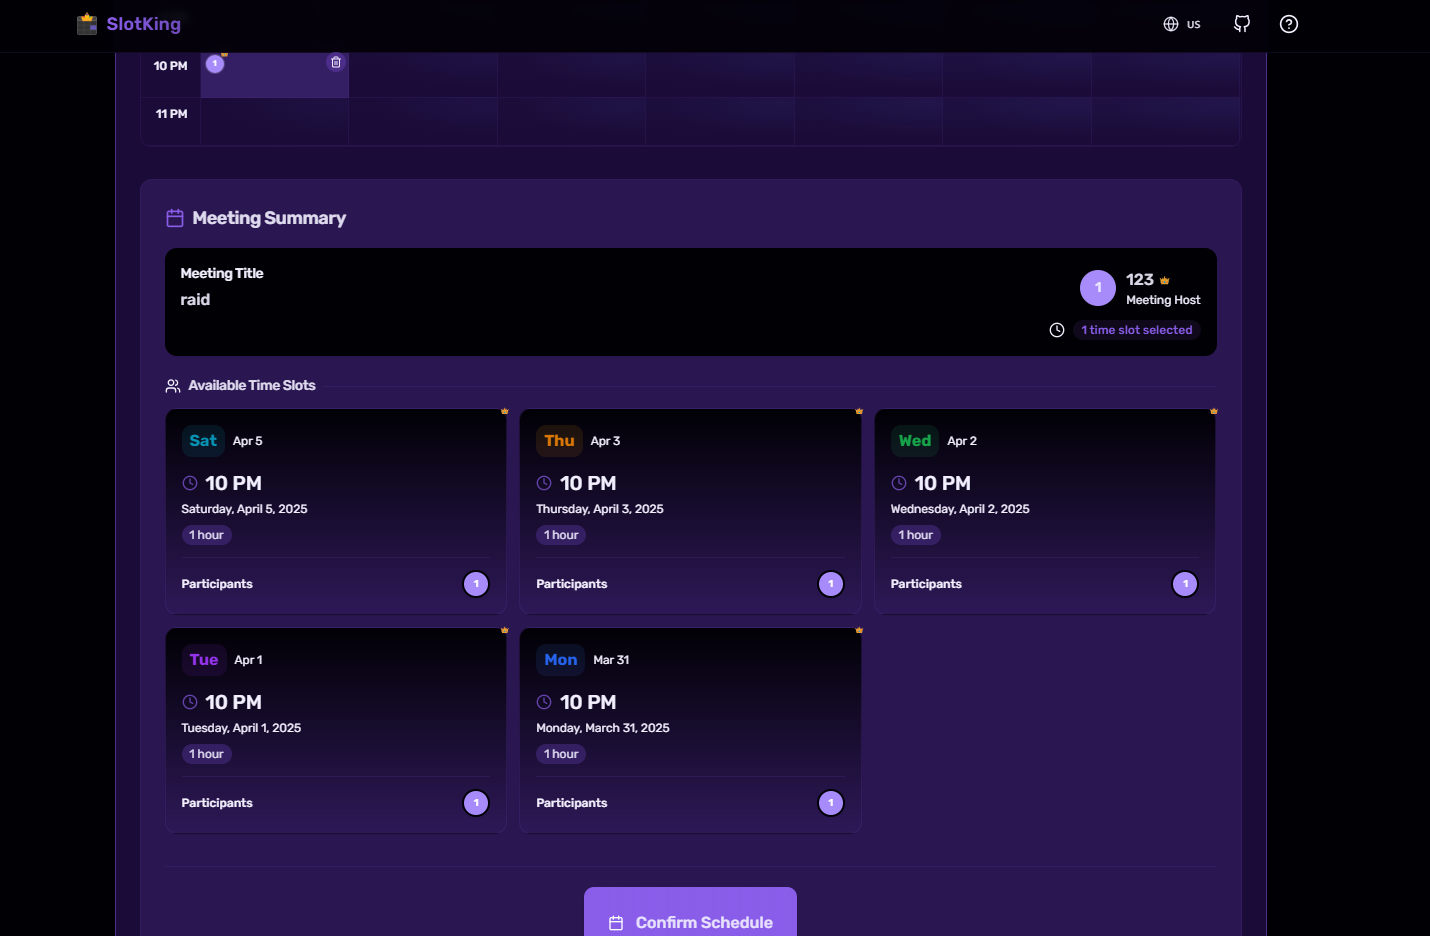 SlotKing
US
10 PM
1
11 PM
Meeting Summary
Meeting Title
raid
1
123
Meeting Host
1 time slot selected
Available Time Slots
Sat Apr 5
10 PM
Saturday, April 5, 2025
1 hour
Participants
1
Thu Apr 3
10 PM
Thursday, April 3, 2025
1 hour
Participants
1
Wed Apr 2
10 PM
Wednesday, April 2, 2025
1 hour
Participants
1
Tue Apr 1
10 PM
Tuesday, April 1, 2025
1 hour
Participants
1
Mon Mar 31
10 PM
Monday, March 31, 2025
1 hour
Participants
1
Confirm Schedule